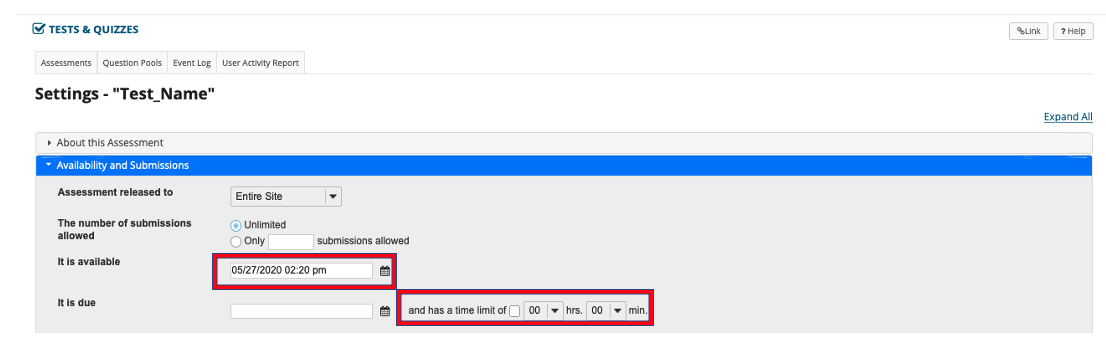 TESTS & QUIZZES
Link ? Help
Assessments Question Pools Event Log User Activity Report
Settings - "Test_Name"
Expand All
About this Assessment
Availability and Submissions
Assessment released to Entire Site
The number of submissions allowed
Unlimited
Only submissions allowed
It is available 05/27/2020 02:20 pm
It is due and has a time limit of 00 hrs. 00 min.